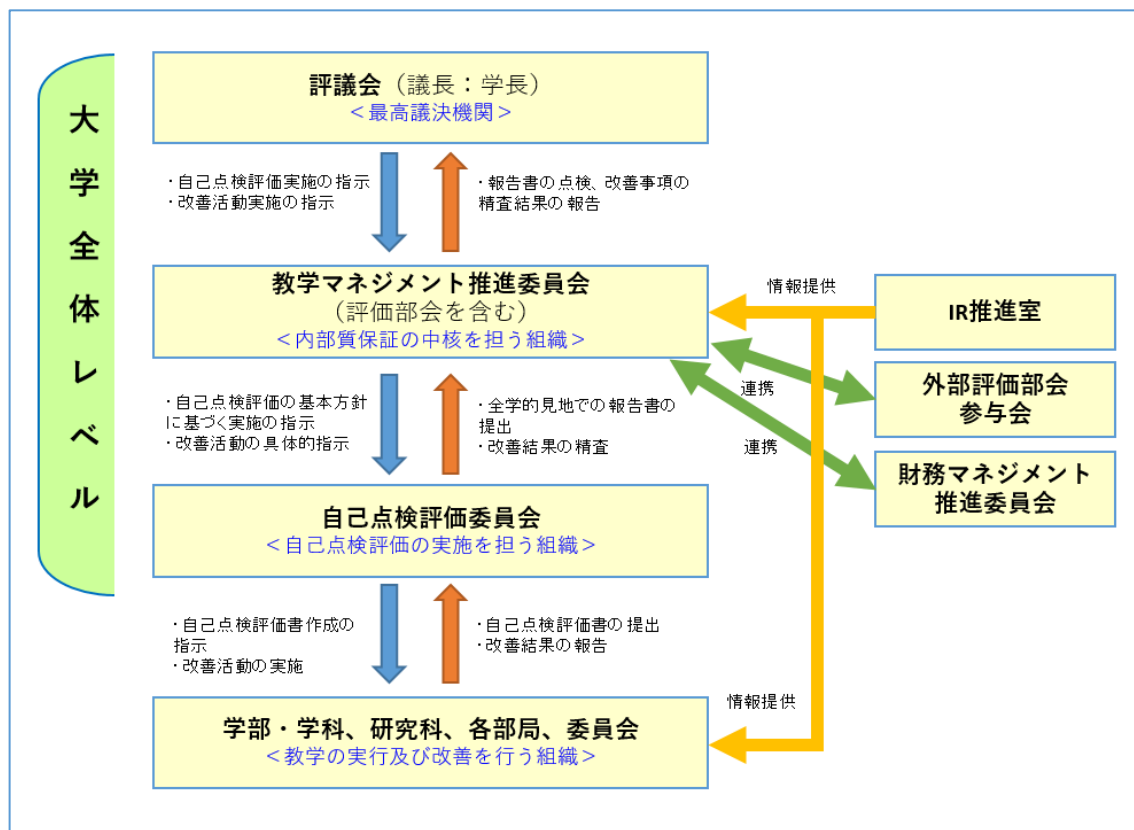 大学全体レベル
評議会（議長：学長）
＜最高議決機関＞
・自己点検評価実施の指示
・改善活動実施の指示
・報告書の点検、改善事項の
精査結果の報告
教学マネジメント推進委員会
（評価部会を含む）
＜内部質保証の中核を担う組織＞
情報提供
IR推進室
連携
外部評価部会
参与会
連携
財務マネジメント
推進委員会
・自己点検評価の基本方針
に基づく実施の指示
・改善活動の具体的指示
・全学的見地での報告書の
提出
・改善結果の精査
自己点検評価委員会
＜自己点検評価の実施を担う組織＞
・自己点検評価書作成の
指示
・改善活動の実施
・自己点検評価書の提出
・改善結果の報告
情報提供
学部・学科、研究科、各部局、委員会
＜教学の実行及び改善を行う組織＞